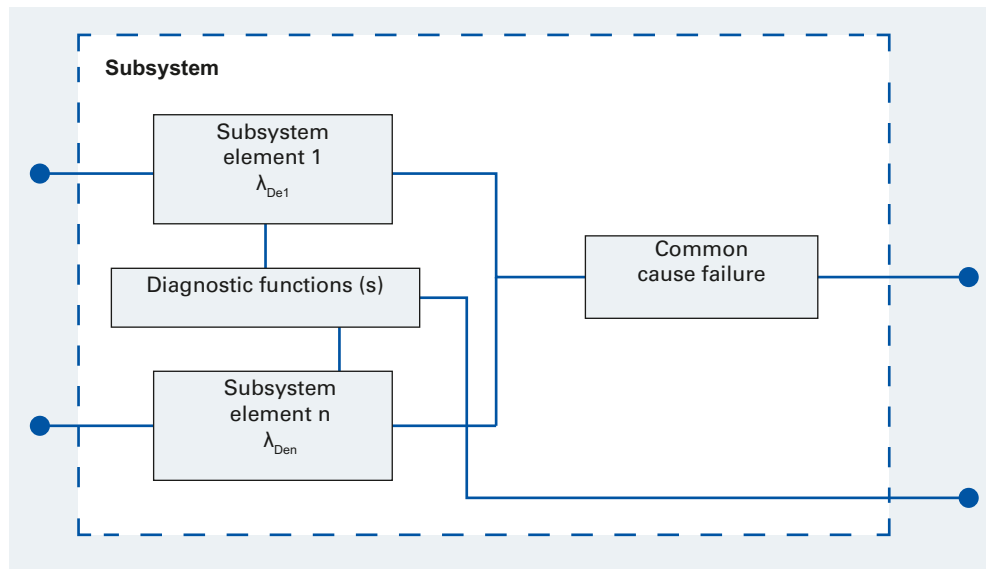 Subsystem
Subsystem
element 1
λDe1
Diagnostic functions (s)
Subsystem
element n
λDen
Common
cause failure